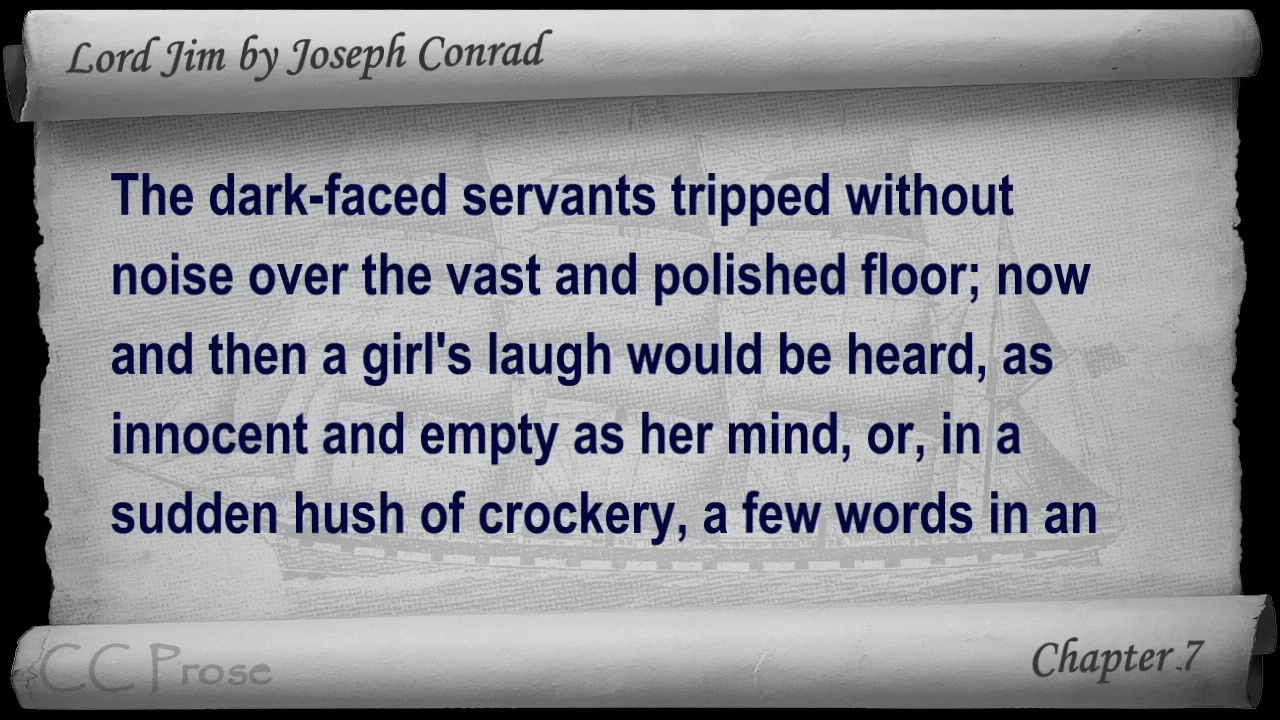 Lord Jim by Joseph Conrad
The dark-faced servants tripped without
noise over the vast and polished floor; now
and then a girl's laugh would be heard, as
innocent and empty as her mind, or, in a
sudden hush of crockery, a few words in an
CC Prose
Chapter 7